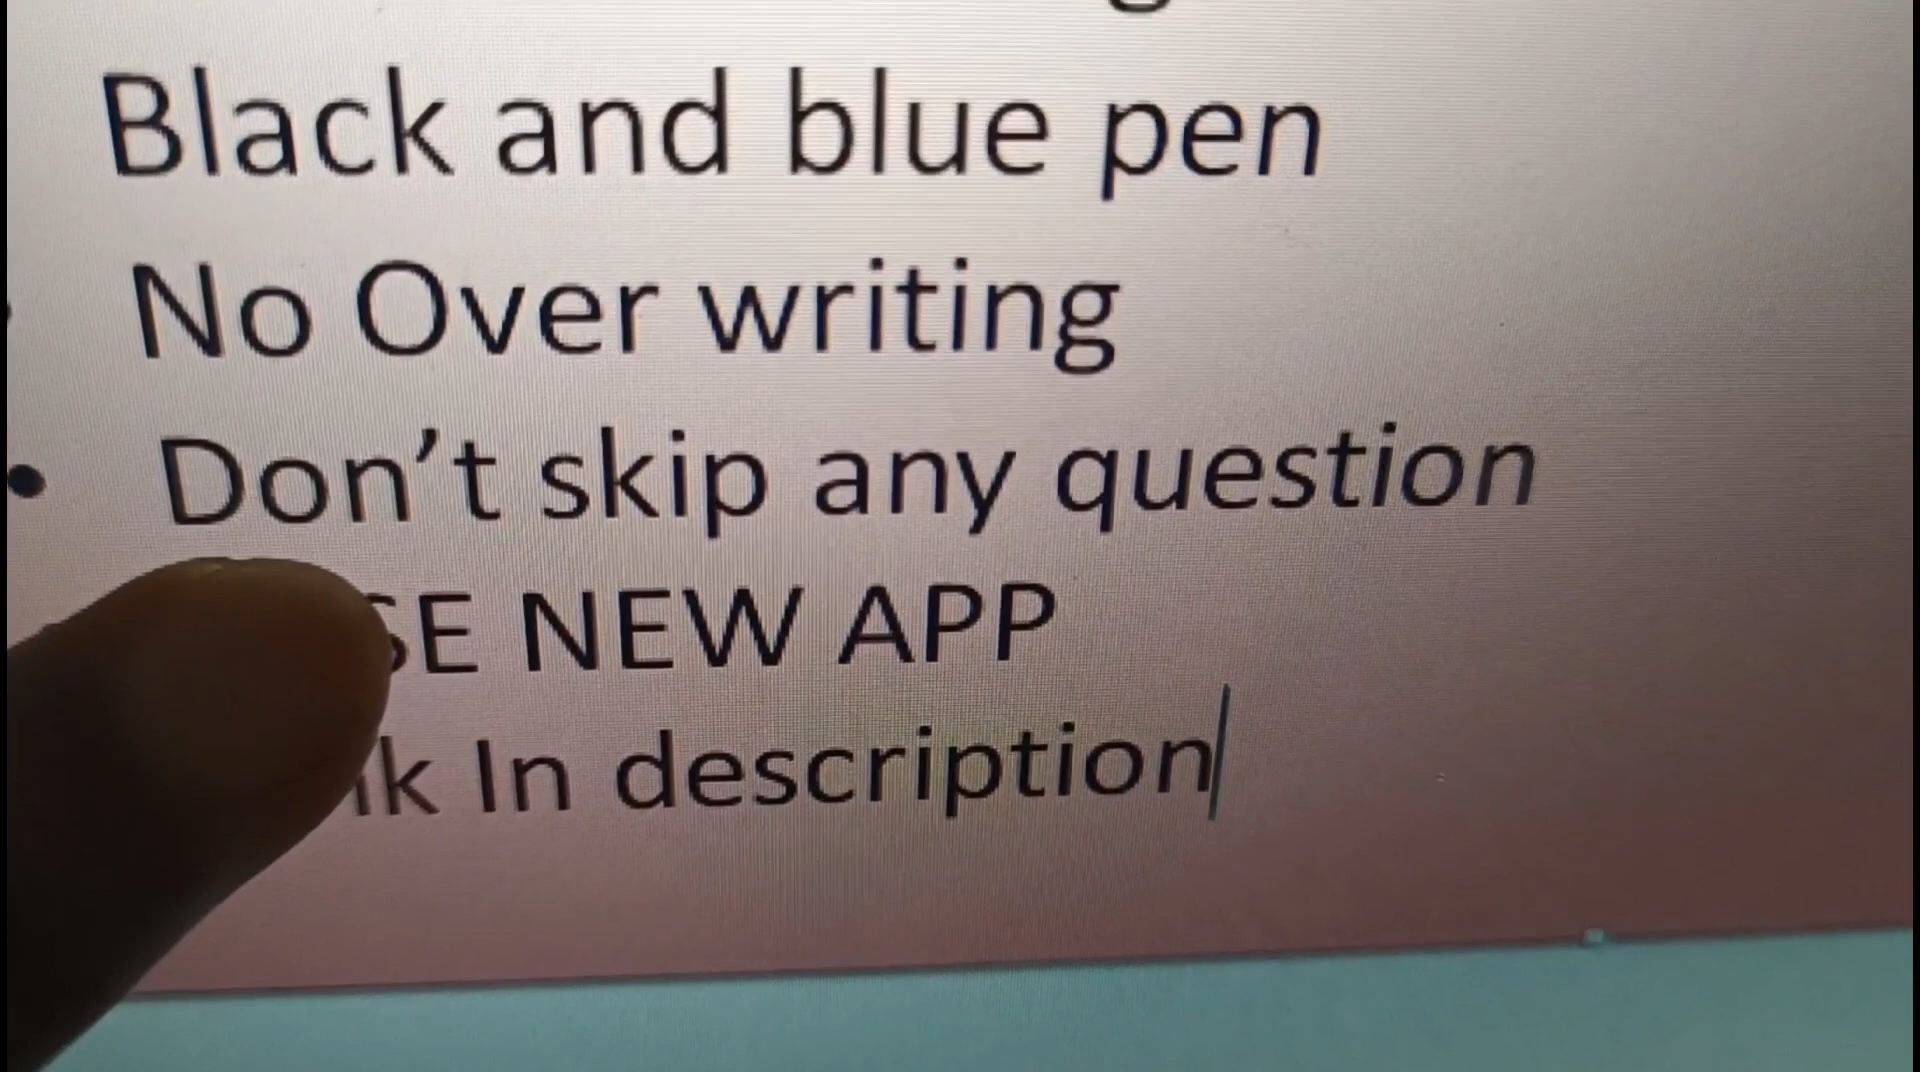 Black and blue pen
No Over writing
Don't skip any question
NEW APP
In description